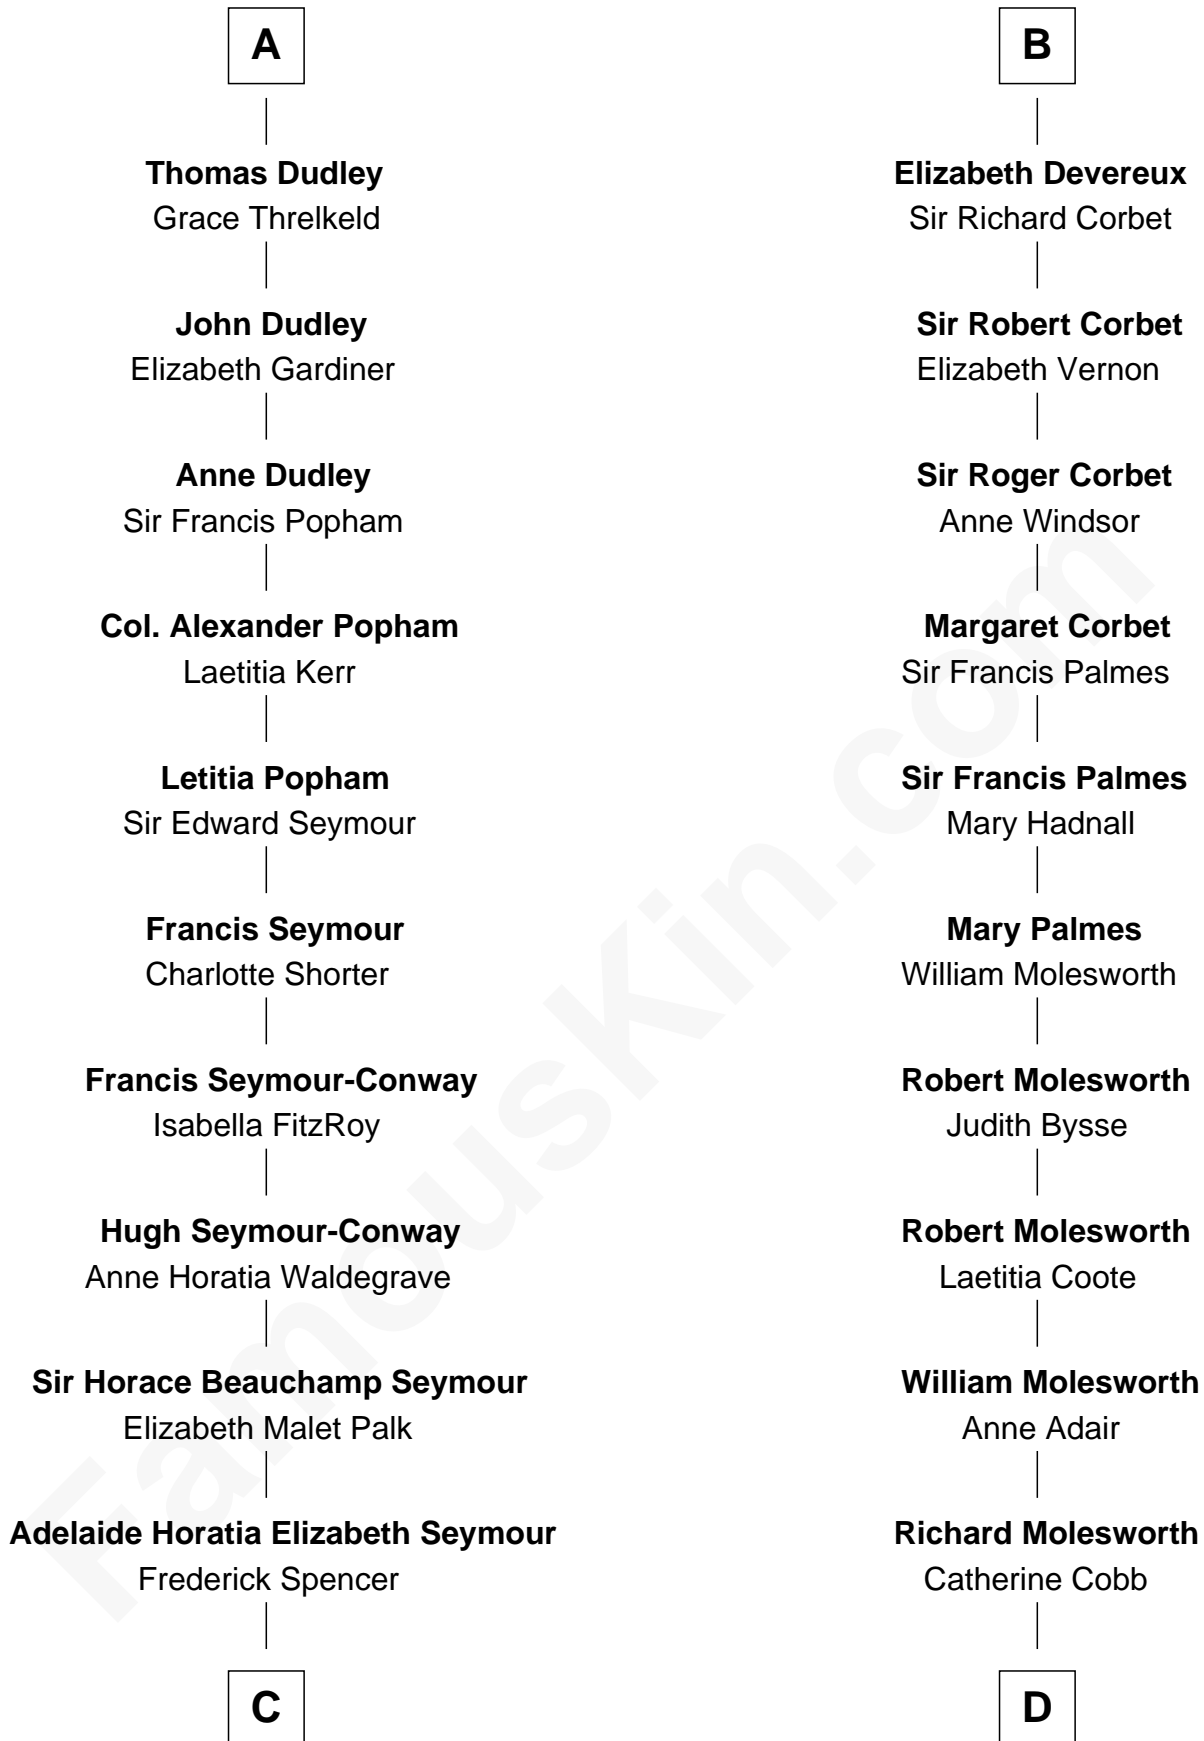 A
Thomas Dudley
Grace Threlkeld
John Dudley
Elizabeth Gardiner
Anne Dudley
Sir Francis Popham
Col. Alexander Popham
Laetitia Kerr
Letitia Popham
Sir Edward Seymour
Francis Seymour
Charlotte Shorter
Francis Seymour-Conway
Isabella FitzRoy
Hugh Seymour-Conway
Anne Horatia Waldegrave
Sir Horace Beauchamp Seymour
Elizabeth Malet Palk
Adelaide Horatia Elizabeth Seymour
Frederick Spencer
C
B
Elizabeth Devereux
Sir Richard Corbet
Sir Robert Corbet
Elizabeth Vernon
Sir Roger Corbet
Anne Windsor
Margaret Corbet
Sir Francis Palmes
Sir Francis Palmes
Mary Hadnall
Mary Palmes
William Molesworth
Robert Molesworth
Judith Bysse
Robert Molesworth
Laetitia Coote
William Molesworth
Anne Adair
Richard Molesworth
Catherine Cobb
D
FamousKin.com